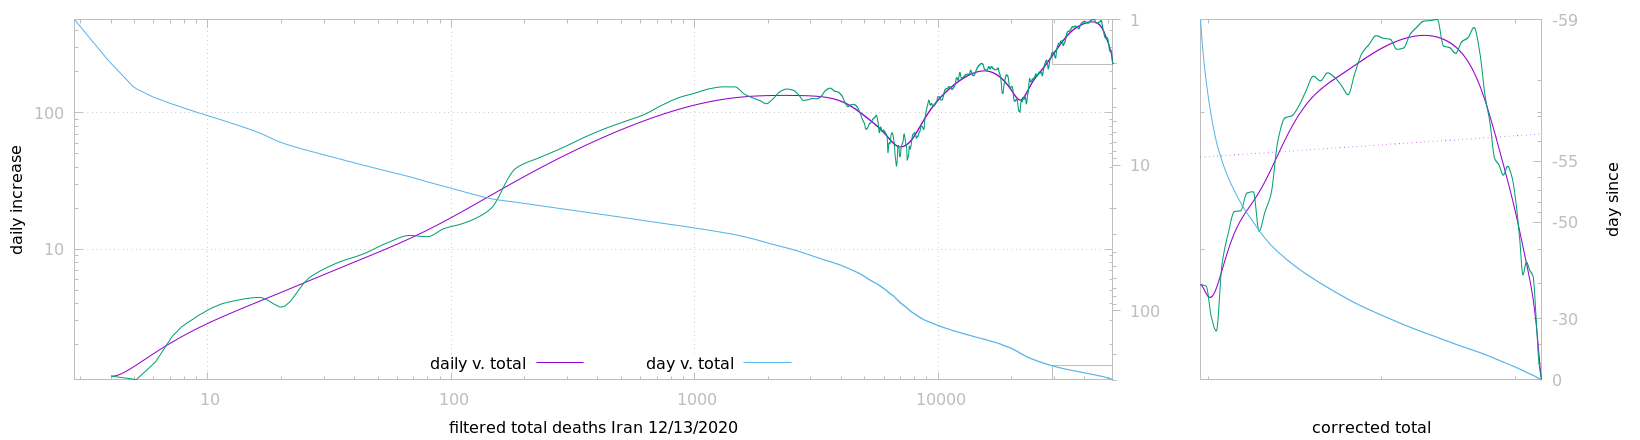 daily increase
100
10
10
100
1000
10000
1
10
100
daily v. total
day v. total
filtered total deaths Iran 12/13/2020
-59
-55
-50
-30
0
day since
corrected total